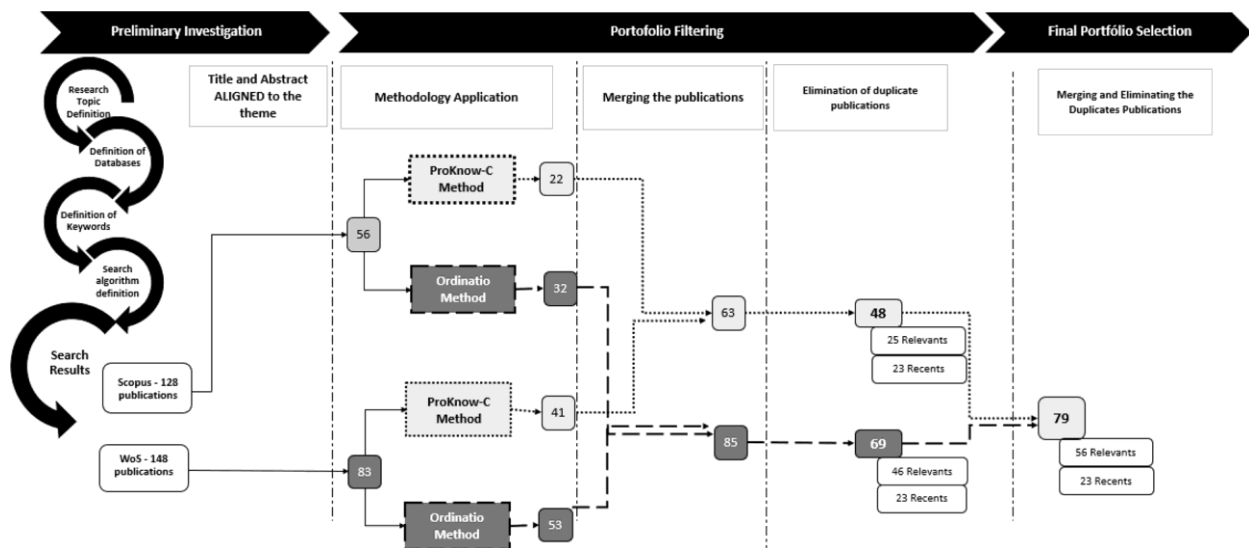 Preliminary Investigation
Portofolio Filtering
Final Portfólio Selection
Research
Topic
Definition
Definition of
Databases
Definition of
Keywords
Search
algorithm
definition
Search
Results
Title and Abstract
ALIGNED to the
theme
Methodology Application
Merging the publications
Elimination of duplicate
publications
Merging and Eliminating the
Duplicates Publications
Scopus - 128
publications
WoS - 148
publications
56
83
ProKnow-C
Method
22
Ordinatio
Method
32
ProKnow-C
Method
41
Ordinatio
Method
53
63
85
48
25 Relevants
23 Recents
69
46 Relevants
23 Recents
79
56 Relevants
23 Recents